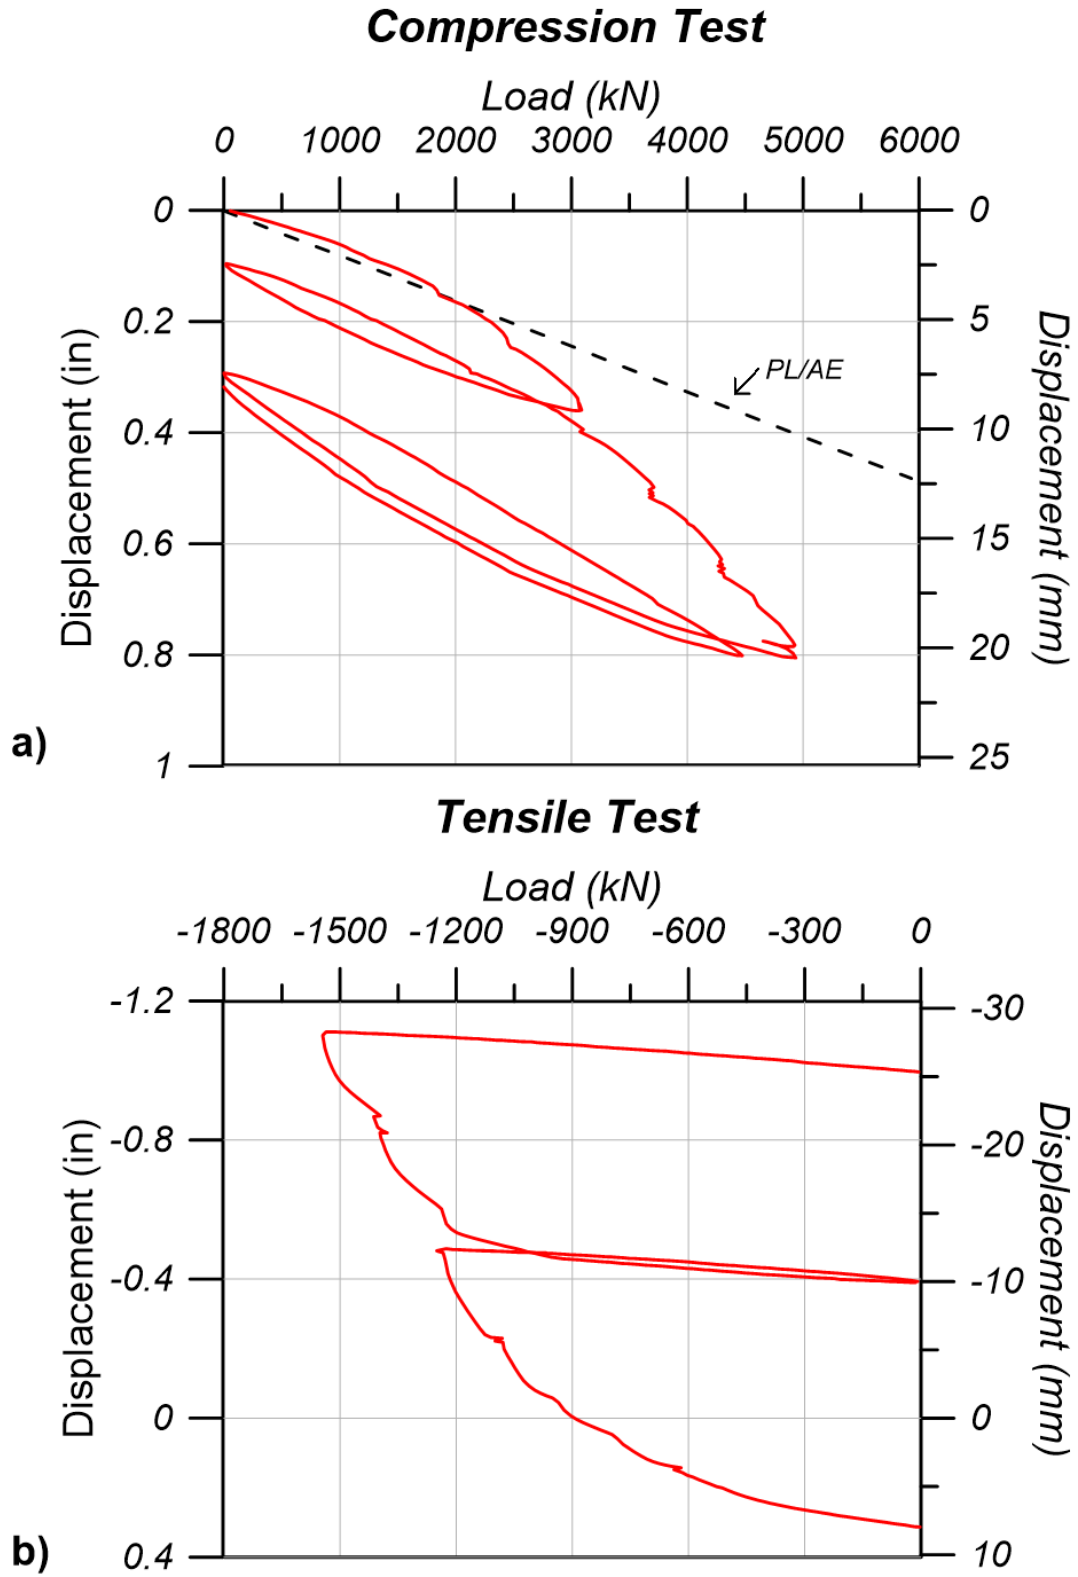 Compression Test
Load (kN)
0 1000 2000 3000 4000 5000 6000
0 0
0.2 5
PL/AE
0.4 10
0.6 15
0.8 20
1 25
Displacement (in)
Displacement (mm)
a)
Tensile Test
Load (kN)
-1800 -1500 -1200 -900 -600 -300 0
-1.2 -30
-0.8 -20
-0.4 -10
0 0
0.4 10
Displacement (in)
Displacement (mm)
b)